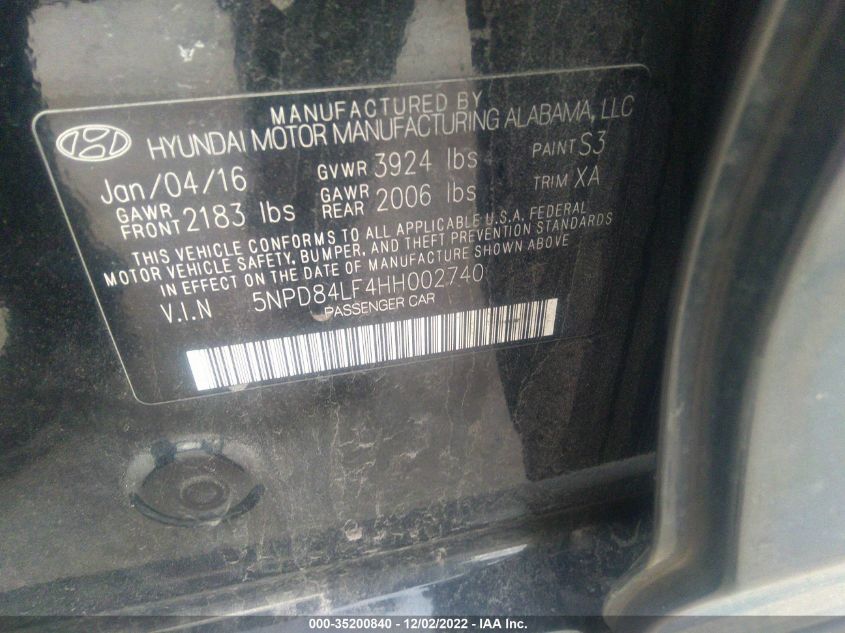 MANUFACTURED BY
HYUNDAI MOTOR MANUFACTURING ALABAMA, LLC
Jan/04/16 GVWR 3924 lbs PAINT S3
GAWR FRONT 2183 lbs GAWR REAR 2006 lbs TRIM XA
THIS VEHICLE CONFORMS TO ALL APPLICABLE U.S.A. FEDERAL
MOTOR VEHICLE SAFETY, BUMPER, AND THEFT PREVENTION STANDARDS
IN EFFECT ON THE DATE OF MANUFACTURE SHOWN ABOVE
V.I.N 5NPD84LF4HH002740
PASSENGER CAR
000-35200840 - 12/02/2022 - IAA Inc.